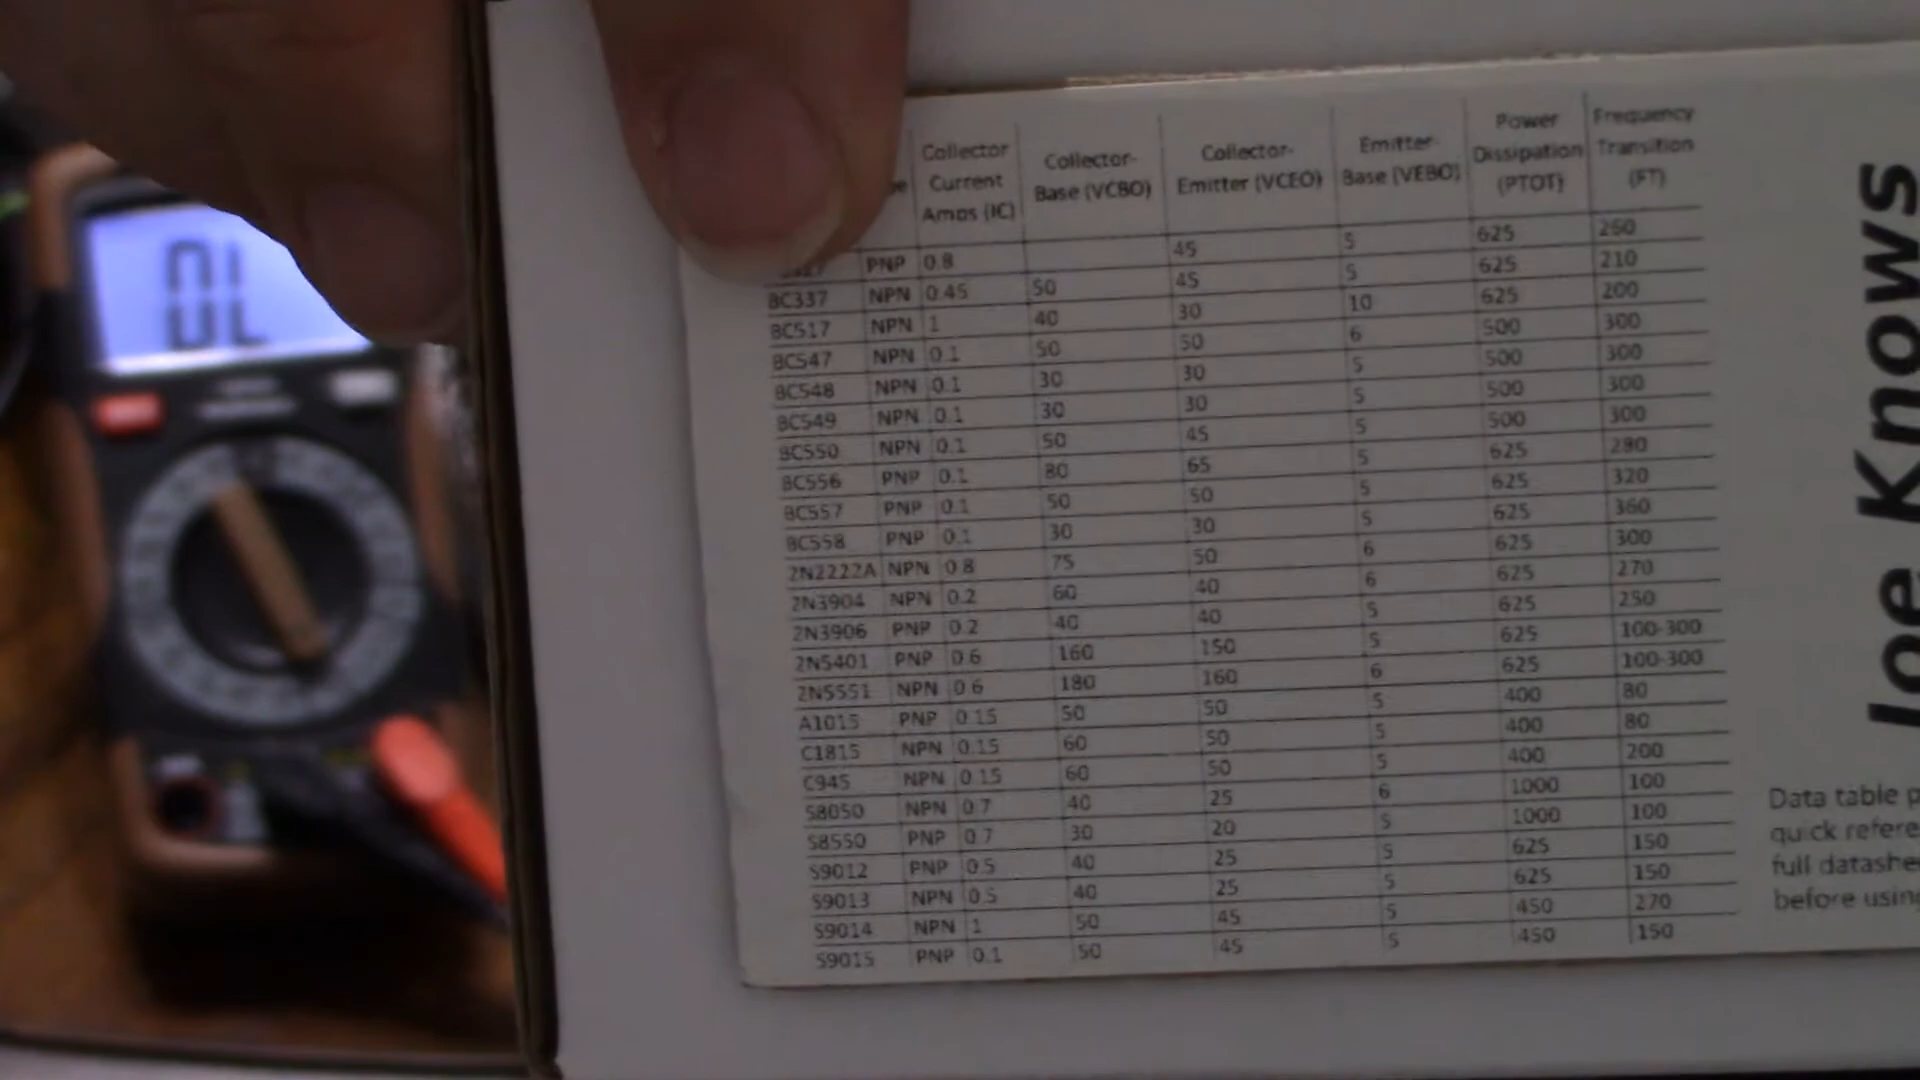 OL
Collector Current Amps (IC)
Collector-Base (VCBO)
Collector-Emitter (VCEO)
Emitter-Base (VEBO)
Power Dissipation (PTOT)
Frequency Transition (FT)
PNP 0.8 45 5 625 260
BC337 NPN 0.45 50 45 5 625 210
BC517 NPN 1 40 30 10 625 200
BC547 NPN 0.1 50 50 6 500 300
BC548 NPN 0.1 30 30 5 500 300
BC549 NPN 0.1 30 30 5 500 300
BC550 NPN 0.1 50 45 5 500 300
BC556 PNP 0.1 80 65 5 625 280
BC557 PNP 0.1 50 50 5 625 320
BC558 PNP 0.1 30 30 5 625 360
2N2222A NPN 0.8 75 50 6 625 300
2N3904 NPN 0.2 60 40 6 625 270
2N3906 PNP 0.2 40 40 5 625 250
2N5401 PNP 0.6 160 150 5 625 100-300
2N5551 NPN 0.6 180 160 6 625 100-300
A1015 PNP 0.15 50 50 5 400 80
C1815 NPN 0.15 60 50 5 400 80
C945 NPN 0.15 60 50 5 400 200
S8050 NPN 0.7 40 25 6 1000 100
S8550 PNP 0.7 30 20 5 1000 100
S9012 PNP 0.5 40 25 5 625 150
S9013 NPN 0.5 40 25 5 625 150
S9014 NPN 1 50 45 5 450 270
S9015 PNP 0.1 50 45 5 450 150
Joe Knows
Data table p
quick refere
full datashe
before using